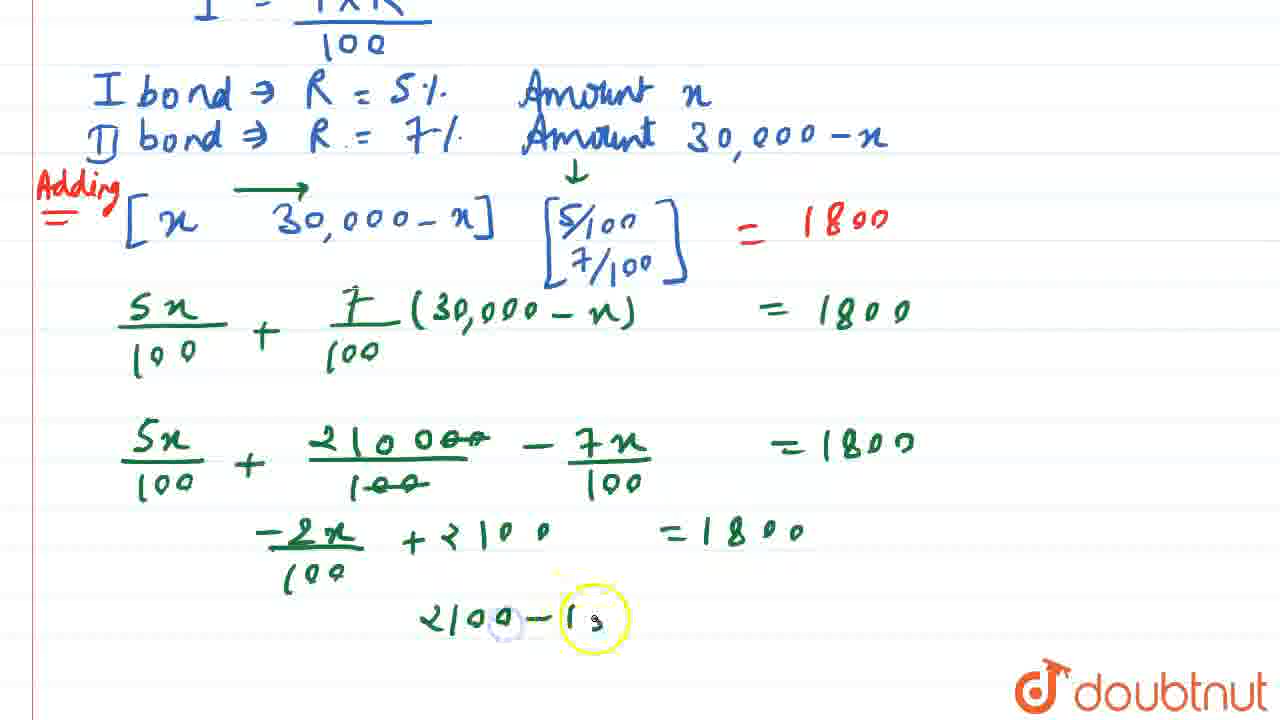 I =
100
I bond ⇒ R = 5% Amount x
II bond ⇒ R = 7% Amount 30,000 - x
Adding
[x 30,000 - x] [5/100 7/100] = 1800
5x/100 + 7/100 (30,000 - x) = 1800
5x/100 + 210000/100 - 7x/100 = 1800
-2x/100 + 2100 = 1800
2100 - 1
doubtnut